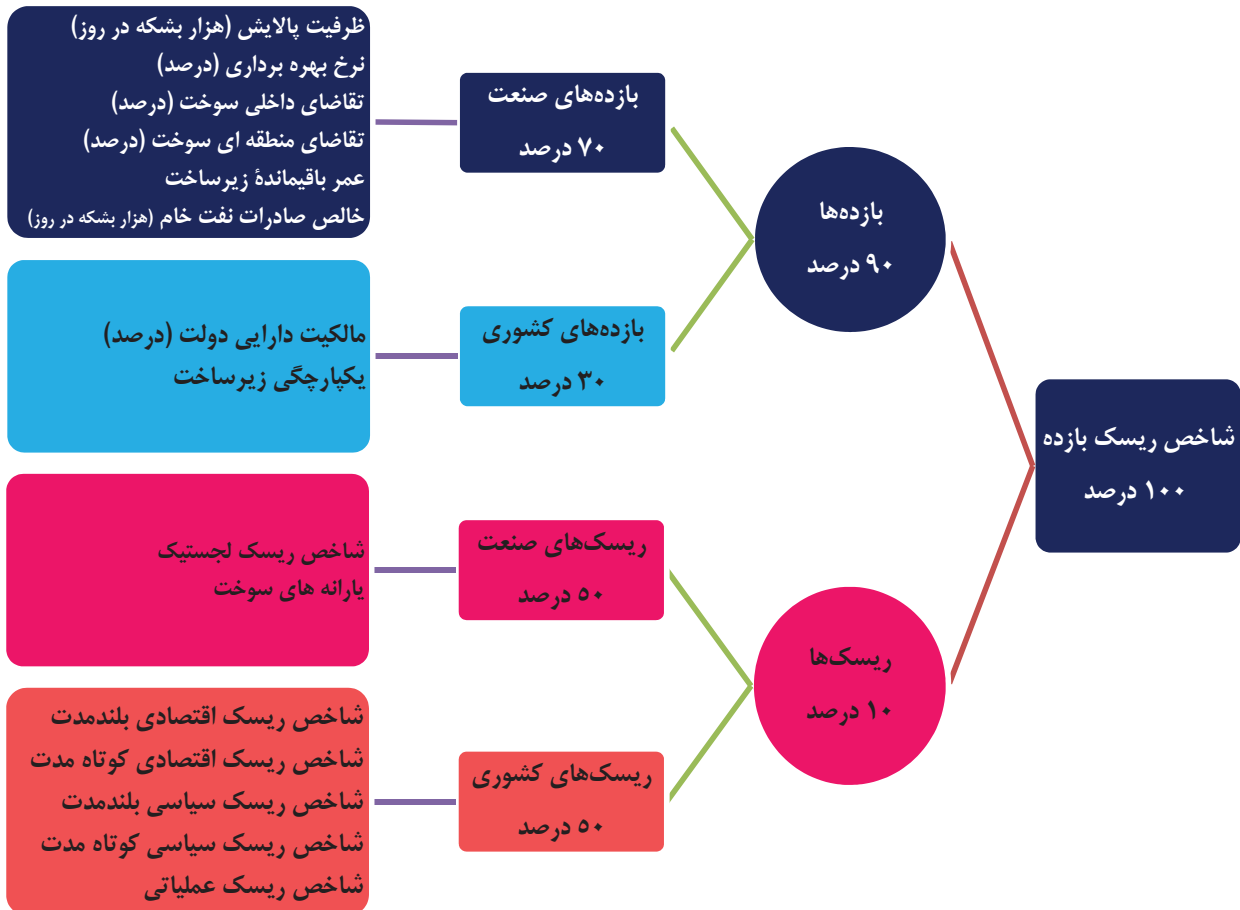 شاخص ریسک بازده
۱۰۰ درصد
بازده‌ها
۹۰ درصد
بازده‌های صنعت
۷۰ درصد
ظرفیت پالایش (هزار بشکه در روز)
نرخ بهره برداری (درصد)
تقاضای داخلی سوخت (درصد)
تقاضای منطقه ای سوخت (درصد)
عمر باقیماندۀ زیرساخت
خالص صادرات نفت خام (هزار بشکه در روز)
بازده‌های کشوری
۳۰ درصد
مالکیت دارایی دولت (درصد)
یکپارچگی زیرساخت
ریسک‌ها
۱۰ درصد
ریسک‌های صنعت
۵۰ درصد
شاخص ریسک لجستیک
یارانه های سوخت
ریسک‌های کشوری
۵۰ درصد
شاخص ریسک اقتصادی بلندمدت
شاخص ریسک اقتصادی کوتاه مدت
شاخص ریسک سیاسی بلندمدت
شاخص ریسک سیاسی کوتاه مدت
شاخص ریسک عملیاتی